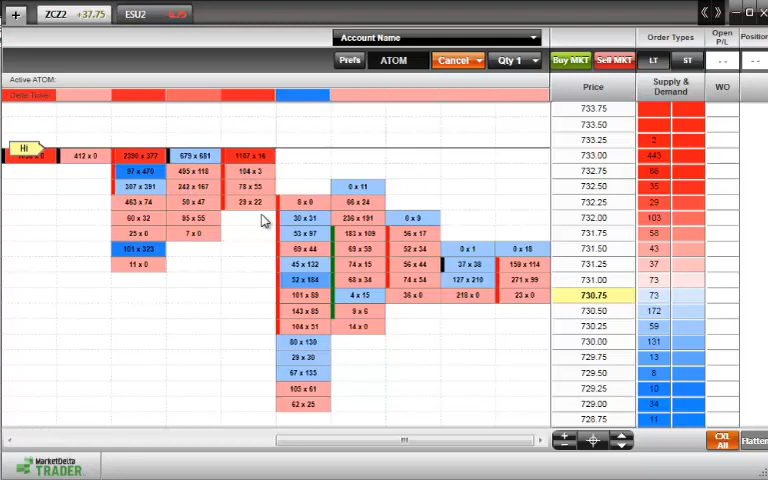 + ZCZ2 +37.75 ESU2
Account Name
Prefs ATOM Cancel Qty 1 Buy MKT Sell MKT LT ST
Order Types Open P/L Position
Active ATOM:
Delta Ticker
Price Supply & Demand WO
733.75
733.50
733.25 2
Hi 412 x 0 2380 x 377 679 x 681 1187 x 16 733.00 443
97 x 470 495 x 118 104 x 3 732.75 86
307 x 391 242 x 167 78 x 55 0 x 11 732.50 35
463 x 74 50 x 47 29 x 22 8 x 0 66 x 24 732.25 29
60 x 32 95 x 55 30 x 31 236 x 191 0 x 9 732.00 103
25 x 0 7 x 0 53 x 97 183 x 109 56 x 17 731.75 58
101 x 323 69 x 44 69 x 59 52 x 34 0 x 1 0 x 18 731.50 43
11 x 0 45 x 132 74 x 15 56 x 44 37 x 38 159 x 114 731.25 37
52 x 184 68 x 34 74 x 54 127 x 210 271 x 99 731.00 73
101 x 89 4 x 15 36 x 0 218 x 0 23 x 0 730.75 73
143 x 85 9 x 6 730.50 172
104 x 51 14 x 0 730.25 59
80 x 130 730.00 131
29 x 30 729.75 13
67 x 135 729.50 8
105 x 61 729.25 10
62 x 25 729.00 34
728.75 11
CXL All Flatten
MarketDelta
TRADER